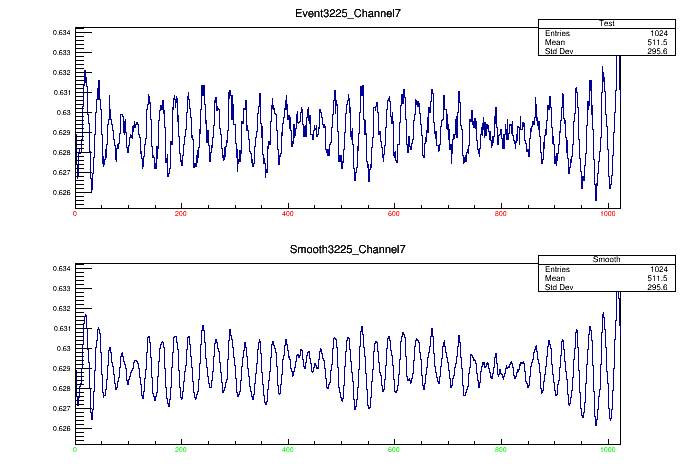 Event3225_Channel7
Test
Entries 1024
Mean 511.5
Std Dev 295.6
0.634
0.633
0.632
0.631
0.63
0.629
0.628
0.627
0.626
0 200 400 600 800 1000
Smooth3225_Channel7
Smooth
Entries 1024
Mean 511.5
Std Dev 295.6
0.634
0.633
0.632
0.631
0.63
0.629
0.628
0.627
0.626
0 200 400 600 800 1000